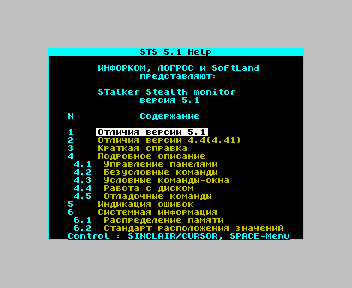 STS 5.1 Help
ИНФОРКОМ, ЛОГРОС и SoftLand
представляют:
STalker Stealth monitor
версия 5.1
N Содержание
1 Отличия версии 5.1
2 Отличия версии 4.4(4.41)
3 Краткая справка
4 Подробное описание
4.1 Управление панелями
4.2 Безусловные команды
4.3 Условные команды-окна
4.4 Работа с диском
4.5 Отладочные команды
5 Индикация ошибок
6 Системная информация
6.1 Распределение памяти
6.2 Стандарт расположения значений
Control : SINCLAIR/CURSOR, SPACE-Menu